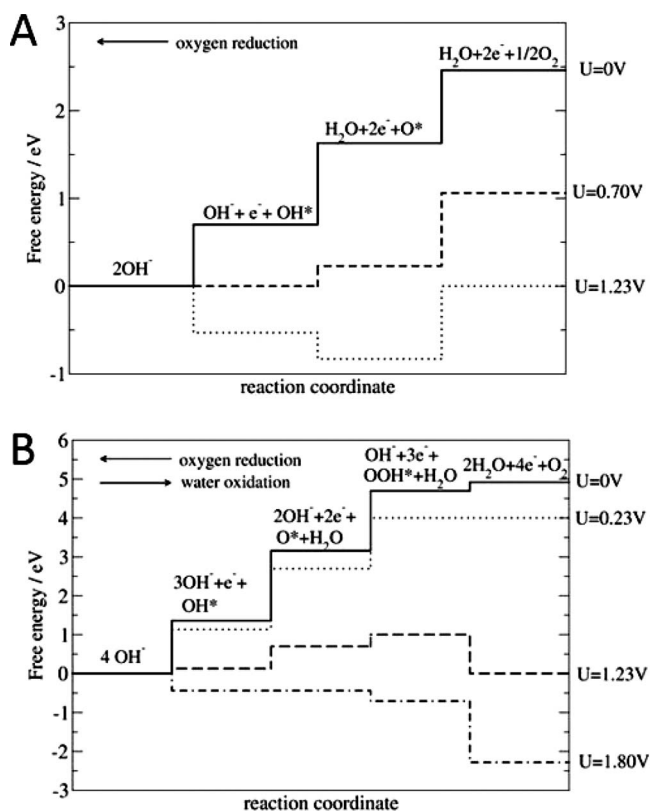 A
oxygen reduction
H₂O+2e⁻+1/2O₂
U=0V
H₂O+2e⁻+O*
OH⁻+ e⁻+ OH*
U=0.70V
2OH⁻
U=1.23V
3
2
1
0
-1
Free energy / eV
reaction coordinate
B
oxygen reduction
water oxidation
OH⁻+3e⁻+
OOH*+H₂O
2H₂O+4e⁻+O₂
U=0V
2OH⁻+2e⁻+
O*+H₂O
U=0.23V
3OH⁻+e⁻+
OH*
4 OH⁻
U=1.23V
U=1.80V
6
5
4
3
2
1
0
-1
-2
-3
Free energy / eV
reaction coordinate